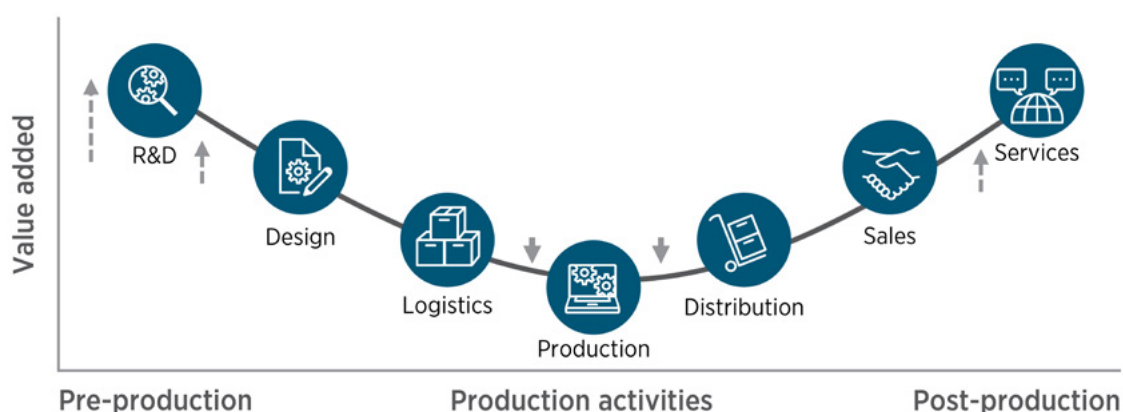 Value added
R&D
Design
Logistics
Production
Distribution
Sales
Services
Pre-production
Production activities
Post-production